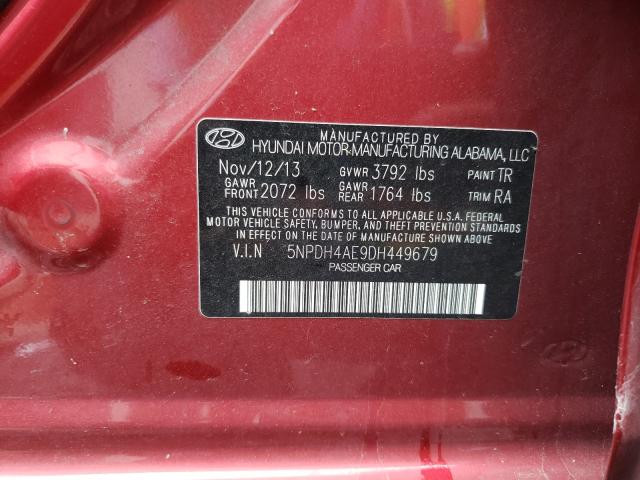 MANUFACTURED BY
HYUNDAI MOTOR MANUFACTURING ALABAMA, LLC
Nov/12/13 GVWR 3792 lbs PAINT TR
GAWR FRONT 2072 lbs GAWR REAR 1764 lbs TRIM RA
THIS VEHICLE CONFORMS TO ALL APPLICABLE U.S.A. FEDERAL
MOTOR VEHICLE SAFETY, BUMPER, AND THEFT PREVENTION STANDARDS
IN EFFECT ON THE DATE OF MANUFACTURE SHOWN ABOVE.
V.I.N 5NPDH4AE9DH449679
PASSENGER CAR